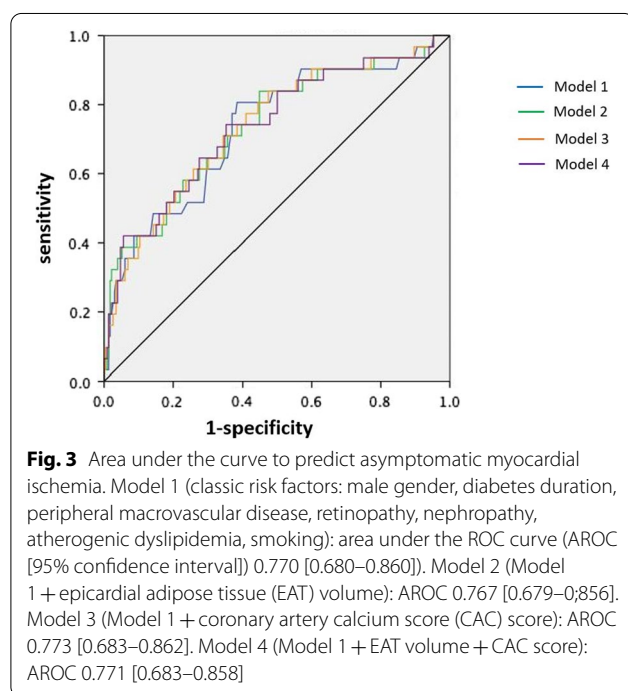 1.0
0.8
0.6
0.4
0.2
0.0
sensitivity
0.0 0.2 0.4 0.6 0.8 1.0
1-specificity
Model 1
Model 2
Model 3
Model 4
Fig. 3 Area under the curve to predict asymptomatic myocardial
ischemia. Model 1 (classic risk factors: male gender, diabetes duration,
peripheral macrovascular disease, retinopathy, nephropathy,
atherogenic dyslipidemia, smoking): area under the ROC curve (AROC
[95% confidence interval]) 0.770 [0.680–0.860]). Model 2 (Model
1 + epicardial adipose tissue (EAT) volume): AROC 0.767 [0.679–0;856].
Model 3 (Model 1 + coronary artery calcium score (CAC) score): AROC
0.773 [0.683–0.862]. Model 4 (Model 1 + EAT volume + CAC score):
AROC 0.771 [0.683–0.858]